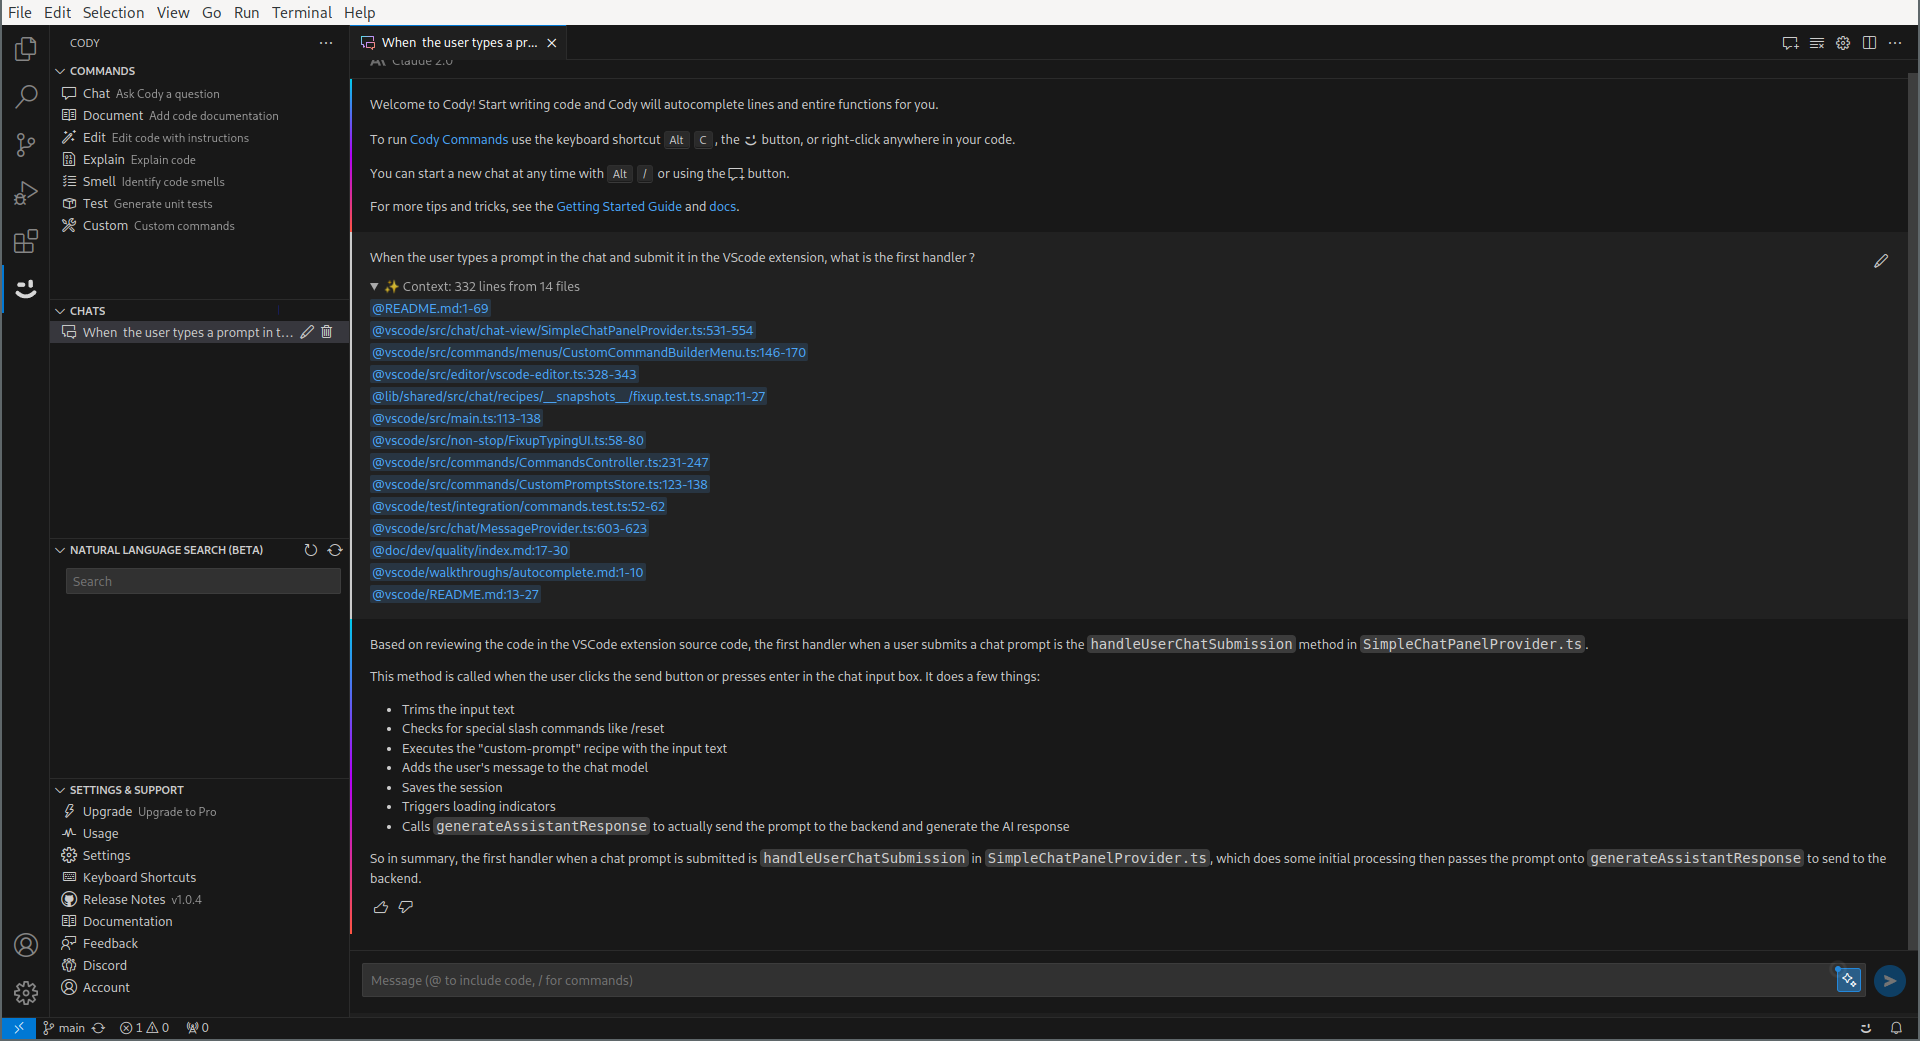 File Edit Selection View Go Run Terminal Help
CODY
When the user types a pr...
Claude 2.0
COMMANDS
Chat Ask Cody a question
Document Add code documentation
Edit Edit code with instructions
Explain Explain code
Smell Identify code smells
Test Generate unit tests
Custom Custom commands
CHATS
When the user types a prompt in t...
NATURAL LANGUAGE SEARCH (BETA)
Search
SETTINGS & SUPPORT
Upgrade Upgrade to Pro
Usage
Settings
Keyboard Shortcuts
Release Notes v1.0.4
Documentation
Feedback
Discord
Account
Welcome to Cody! Start writing code and Cody will autocomplete lines and entire functions for you.
To run Cody Commands use the keyboard shortcut Alt C , the button, or right-click anywhere in your code.
You can start a new chat at any time with Alt / or using the button.
For more tips and tricks, see the Getting Started Guide and docs.
When the user types a prompt in the chat and submit it in the VScode extension, what is the first handler ?
▼ ✨ Context: 332 lines from 14 files
@README.md:1-69
@vscode/src/chat/chat-view/SimpleChatPanelProvider.ts:531-554
@vscode/src/commands/menus/CustomCommandBuilderMenu.ts:146-170
@vscode/src/editor/vscode-editor.ts:328-343
@lib/shared/src/chat/recipes/__snapshots__/fixup.test.ts.snap:11-27
@vscode/src/main.ts:113-138
@vscode/src/non-stop/FixupTypingUI.ts:58-80
@vscode/src/commands/CommandsController.ts:231-247
@vscode/src/commands/CustomPromptsStore.ts:123-138
@vscode/test/integration/commands.test.ts:52-62
@vscode/src/chat/MessageProvider.ts:603-623
@doc/dev/quality/index.md:17-30
@vscode/walkthroughs/autocomplete.md:1-10
@vscode/README.md:13-27
Based on reviewing the code in the VSCode extension source code, the first handler when a user submits a chat prompt is the handleUserChatSubmission method in SimpleChatPanelProvider.ts.
This method is called when the user clicks the send button or presses enter in the chat input box. It does a few things:
• Trims the input text
• Checks for special slash commands like /reset
• Executes the "custom-prompt" recipe with the input text
• Adds the user's message to the chat model
• Saves the session
• Triggers loading indicators
• Calls generateAssistantResponse to actually send the prompt to the backend and generate the AI response
So in summary, the first handler when a chat prompt is submitted is handleUserChatSubmission in SimpleChatPanelProvider.ts, which does some initial processing then passes the prompt onto generateAssistantResponse to send to the
backend.
Message (@ to include code, / for commands)
main 1 0 0